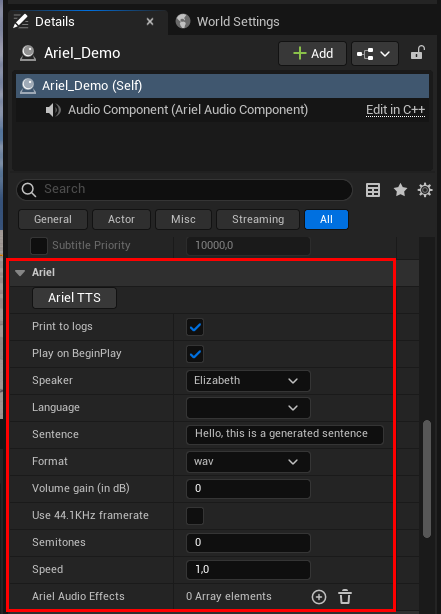 Details
World Settings
Ariel_Demo
Add
Ariel_Demo (Self)
Audio Component (Ariel Audio Component) Edit in C++
Search
General Actor Misc Streaming All
Subtitle Priority 10000,0
Ariel
Ariel TTS
Print to logs
Play on BeginPlay
Speaker Elizabeth
Language
Sentence Hello, this is a generated sentence
Format wav
Volume gain (in dB) 0
Use 44.1KHz framerate
Semitones 0
Speed 1,0
Ariel Audio Effects 0 Array elements